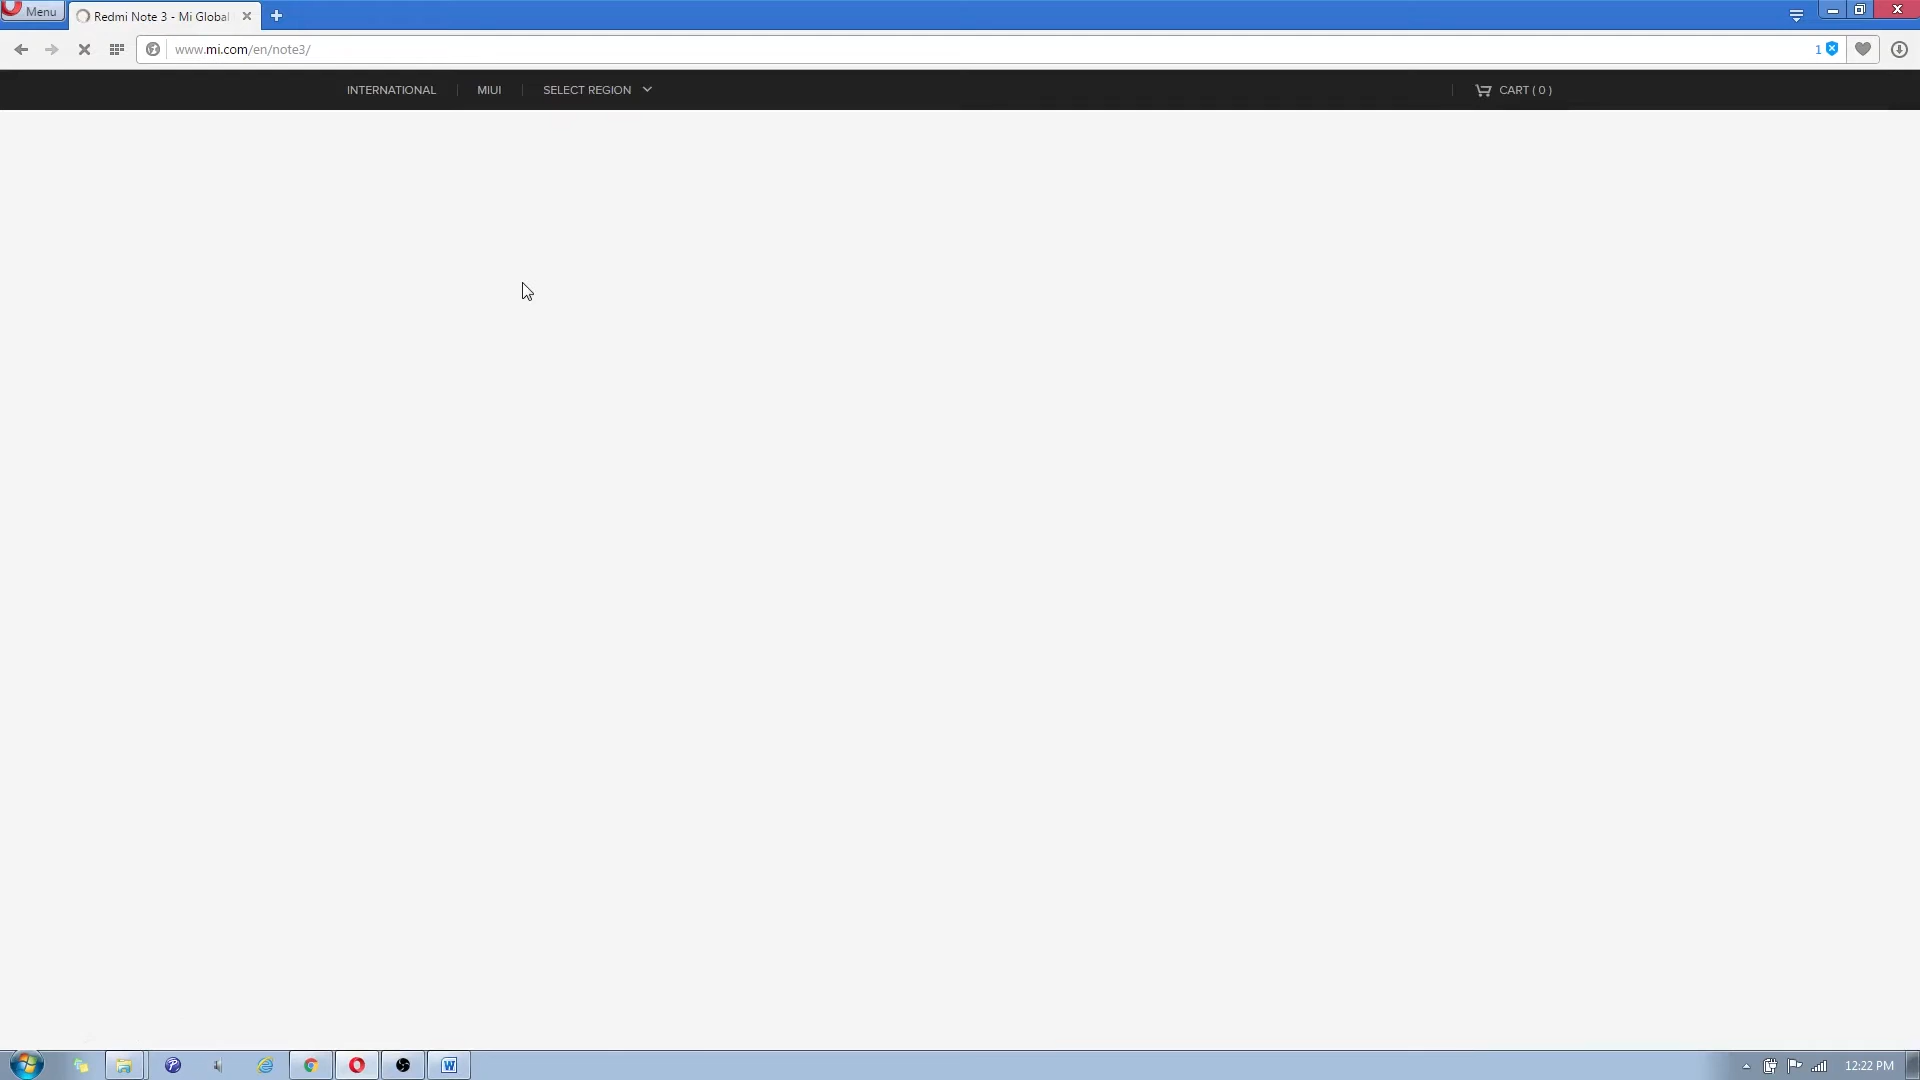 Menu
Redmi Note 3 - Mi Global
www.mi.com/en/note3/
1
INTERNATIONAL
MIUI
SELECT REGION
CART ( 0 )
12:22 PM